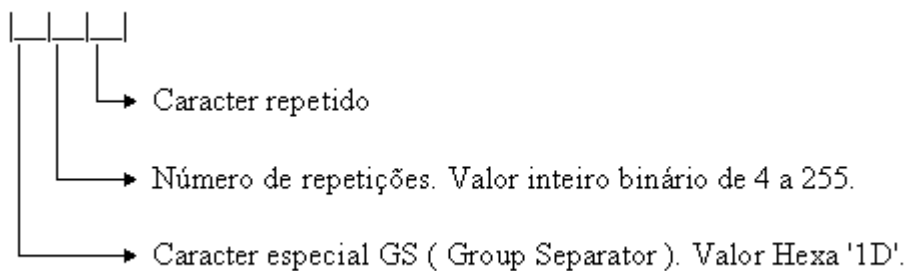 Caracter repetido
Número de repetições. Valor inteiro binário de 4 a 255.
Caracter especial GS ( Group Separator ). Valor Hexa '1D'.